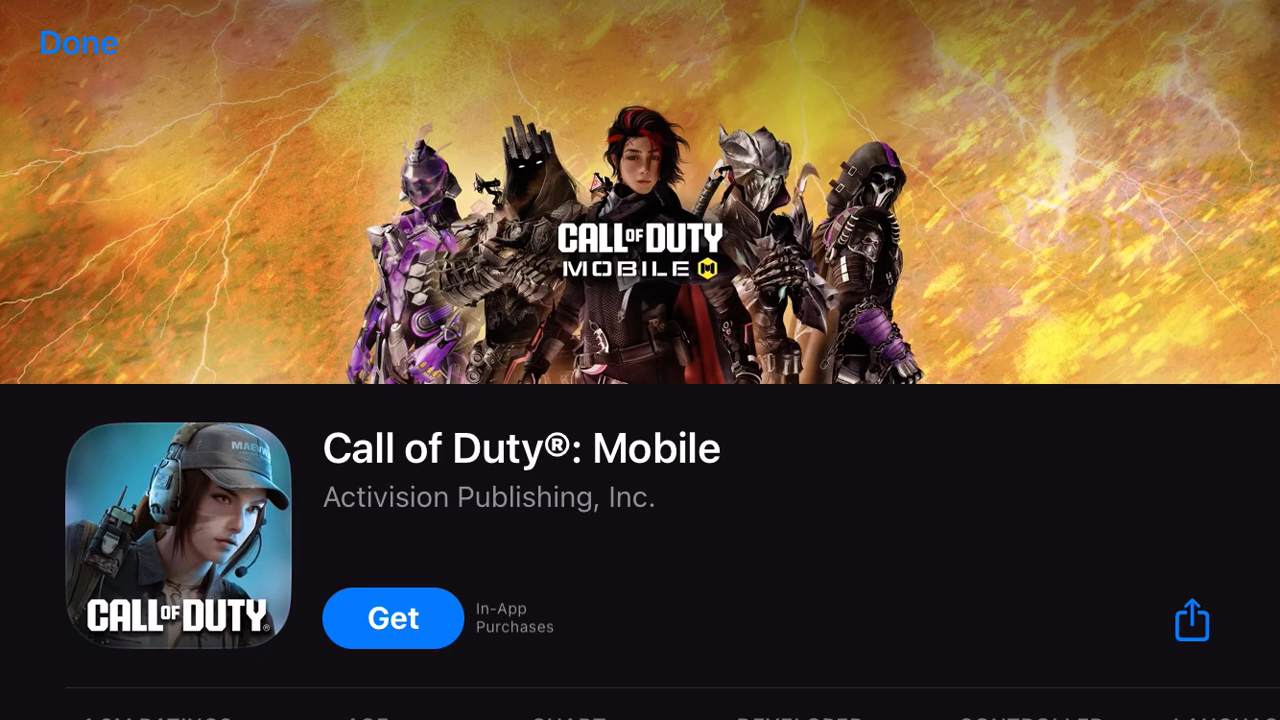 Done
CALL OF DUTY
MOBILE
Call of Duty®: Mobile
Activision Publishing, Inc.
CALL OF DUTY®
Get
In-App
Purchases